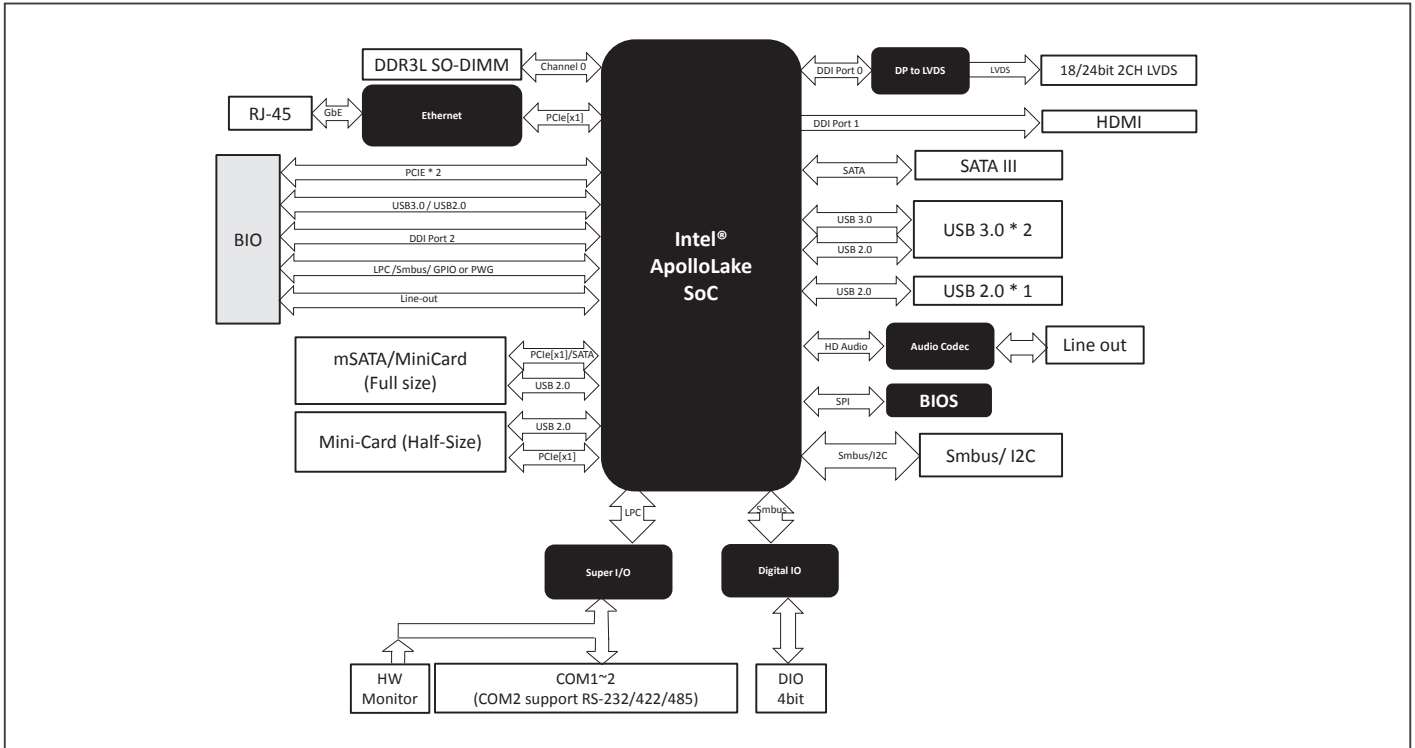 DDR3L SO-DIMM
Channel 0
RJ-45
GbE
Ethernet
PCIe[x1]
BIO
PCIE * 2
USB3.0 / USB2.0
DDI Port 2
LPC /Smbus/ GPIO or PWG
Line-out
mSATA/MiniCard
(Full size)
PCIe[x1]/SATA
USB 2.0
Mini-Card (Half-Size)
USB 2.0
PCIe[x1]
Intel®
ApolloLake
SoC
DDI Port 0
DP to LVDS
LVDS
18/24bit 2CH LVDS
DDI Port 1
HDMI
SATA
SATA III
USB 3.0
USB 2.0
USB 3.0 * 2
USB 2.0
USB 2.0 * 1
HD Audio
Audio Codec
Line out
SPI
BIOS
Smbus/I2C
Smbus/ I2C
LPC
Smbus
Super I/O
Digital IO
HW
Monitor
COM1~2
(COM2 support RS-232/422/485)
DIO
4bit